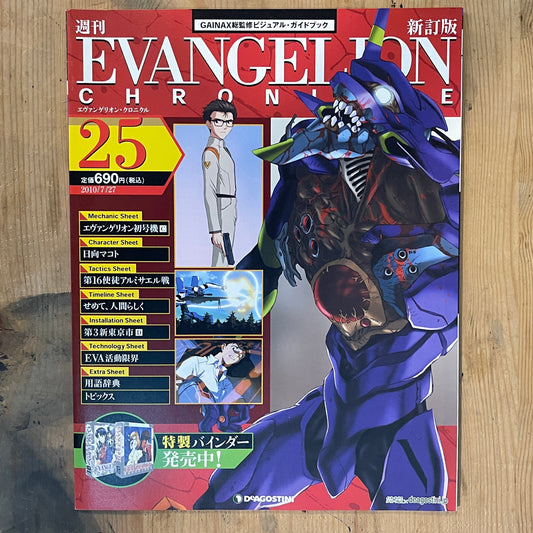 GAINAX総監修ビジュアル・ガイドブック
週刊
新訂版
EVANGELION
CHRONICLE
エヴァンゲリオン・クロニクル
25
定価690円(税込)
2010/7/27
Mechanic Sheet
エヴァンゲリオン初号機
Character Sheet
日向マコト
Tactics Sheet
第16使徒アルミサエル戦
Timeline Sheet
せめて、人間らしく
Installation Sheet
第3新東京市
Technology Sheet
EVA活動限界
Extra Sheet
用語辞典
トピックス
特製バインダー
発売中!
DEAGOSTINI
deagostini.jp